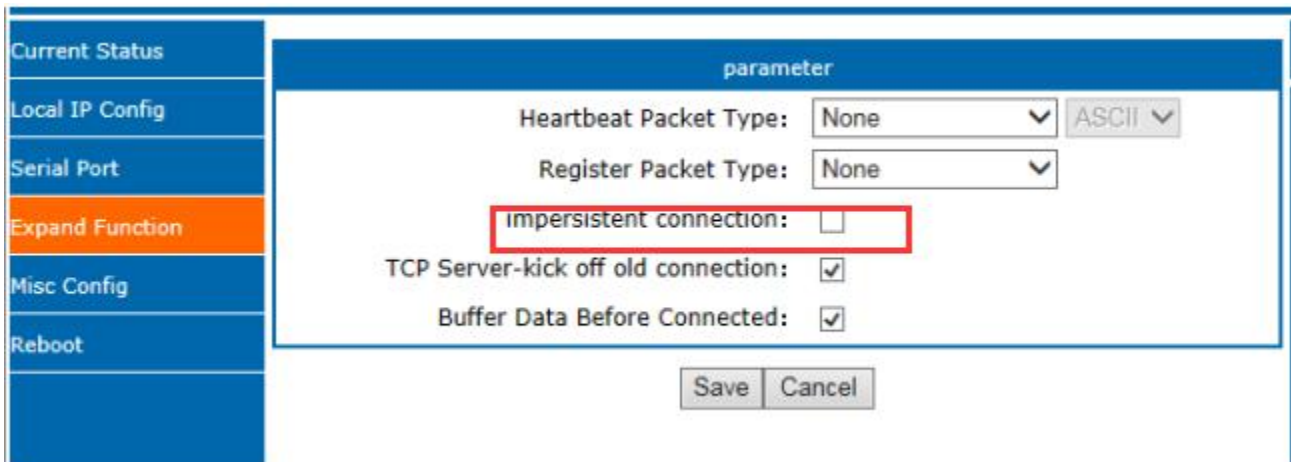 Current Status
Local IP Config
Serial Port
Expand Function
Misc Config
Reboot
parameter
Heartbeat Packet Type: None ASCII
Register Packet Type: None
Impersistent connection:
TCP Server-kick off old connection:
Buffer Data Before Connected:
Save Cancel